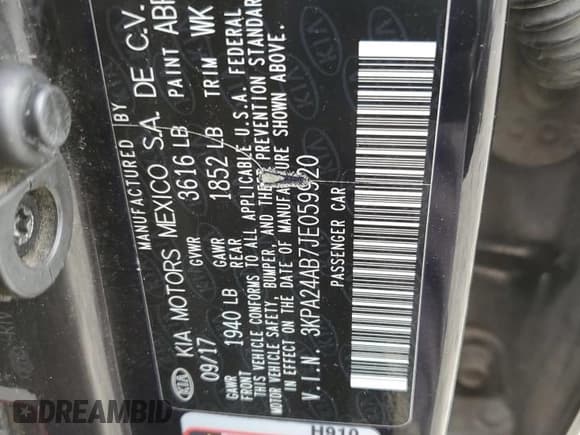 MANUFACTURED BY
KIA MOTORS MEXICO S.A. DE C.V.
09/17 GVWR 3616 LB PAINT ABP
GAWR FRONT 1940 LB GAWR REAR 1852 LB TRIM WK
THIS VEHICLE CONFORMS TO ALL APPLICABLE U.S.A. FEDERAL
MOTOR VEHICLE SAFETY, BUMPER, AND THEFT PREVENTION STANDARDS
IN EFFECT ON THE DATE OF MANUFACTURE SHOWN ABOVE.
V.I.N. 3KPA24AB7JE059920
PASSENGER CAR
KIA
H910
DREAMBID